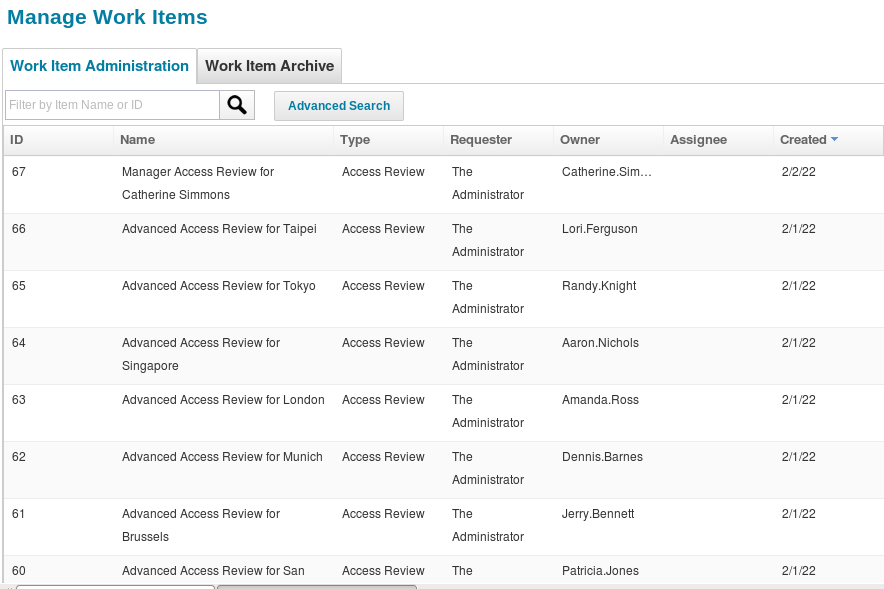 Manage Work Items
Work Item Administration Work Item Archive
Filter by Item Name or ID Advanced Search
ID Name Type Requester Owner Assignee Created
67 Manager Access Review for Access Review The Catherine.Sim… 2/2/22
Catherine Simmons Administrator
66 Advanced Access Review for Taipei Access Review The Lori.Ferguson 2/1/22
Administrator
65 Advanced Access Review for Tokyo Access Review The Randy.Knight 2/1/22
Administrator
64 Advanced Access Review for Access Review The Aaron.Nichols 2/1/22
Singapore Administrator
63 Advanced Access Review for London Access Review The Amanda.Ross 2/1/22
Administrator
62 Advanced Access Review for Munich Access Review The Dennis.Barnes 2/1/22
Administrator
61 Advanced Access Review for Access Review The Jerry.Bennett 2/1/22
Brussels Administrator
60 Advanced Access Review for San Access Review The Patricia.Jones 2/1/22